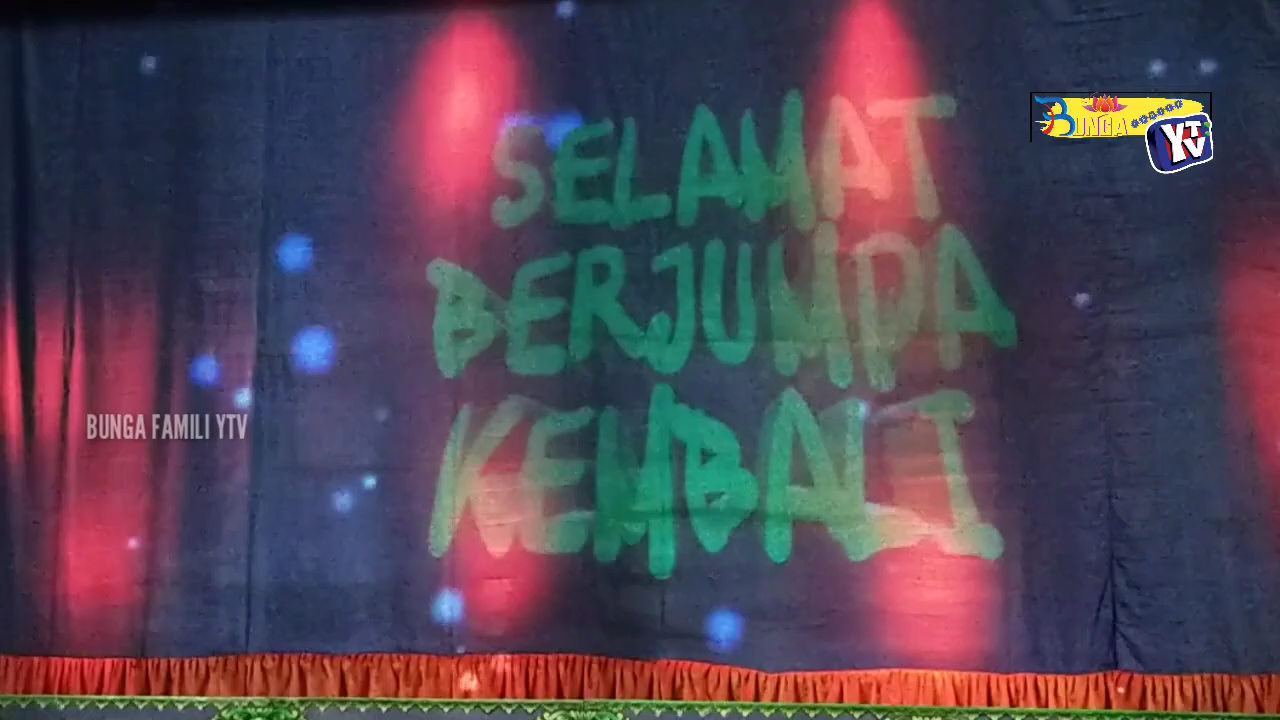 SELAMAT
BERJUMPA
KEMBALI
BUNGA
YTV
BUNGA FAMILI YTV